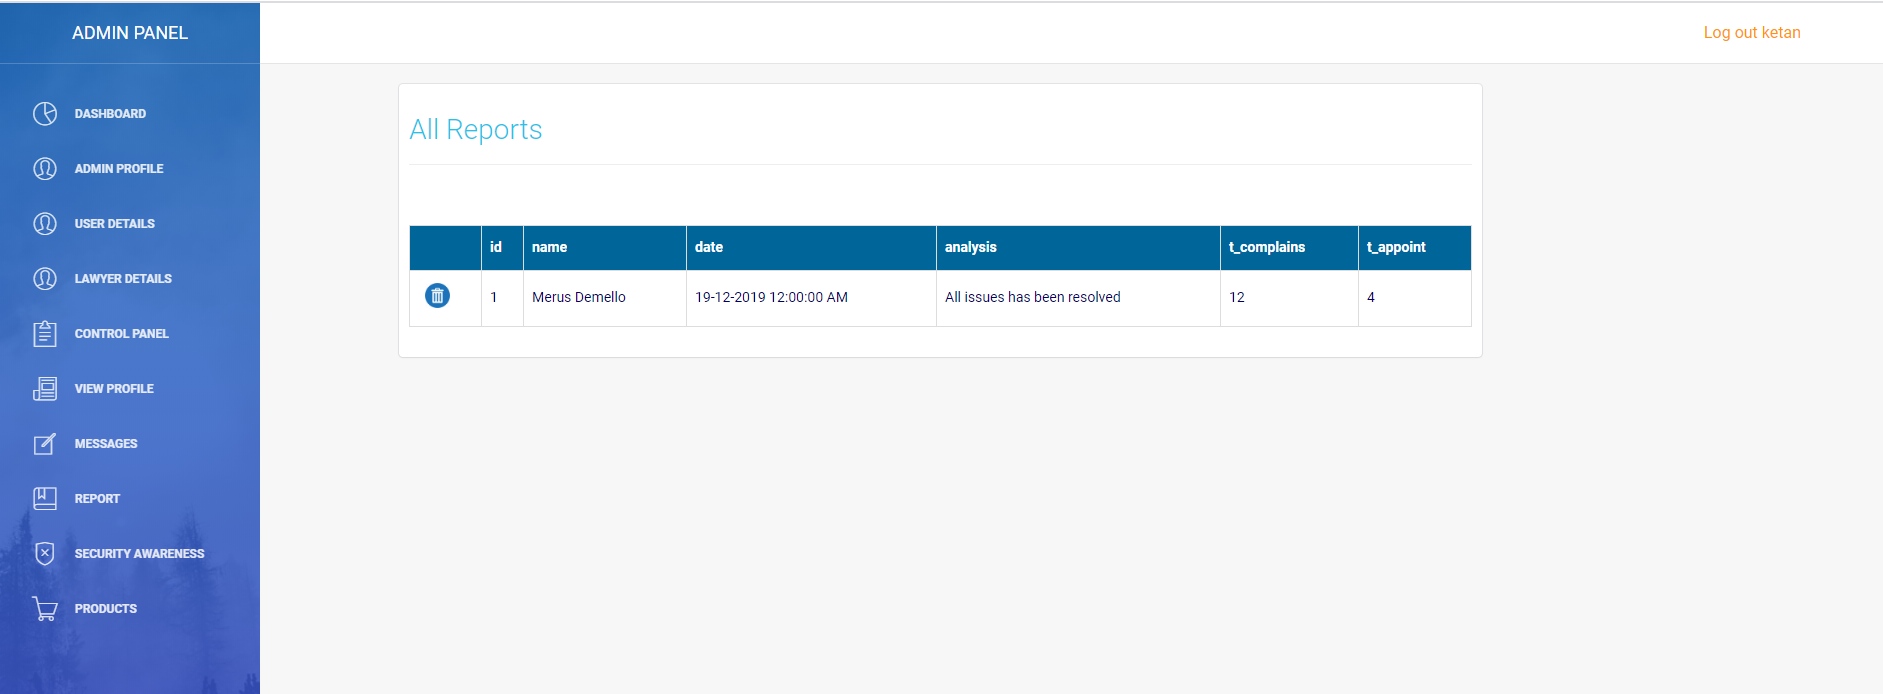 ADMIN PANEL
Log out ketan
DASHBOARD
ADMIN PROFILE
USER DETAILS
LAWYER DETAILS
CONTROL PANEL
VIEW PROFILE
MESSAGES
REPORT
SECURITY AWARENESS
PRODUCTS
All Reports
id name date analysis t_complains t_appoint
1 Merus Demello 19-12-2019 12:00:00 AM All issues has been resolved 12 4